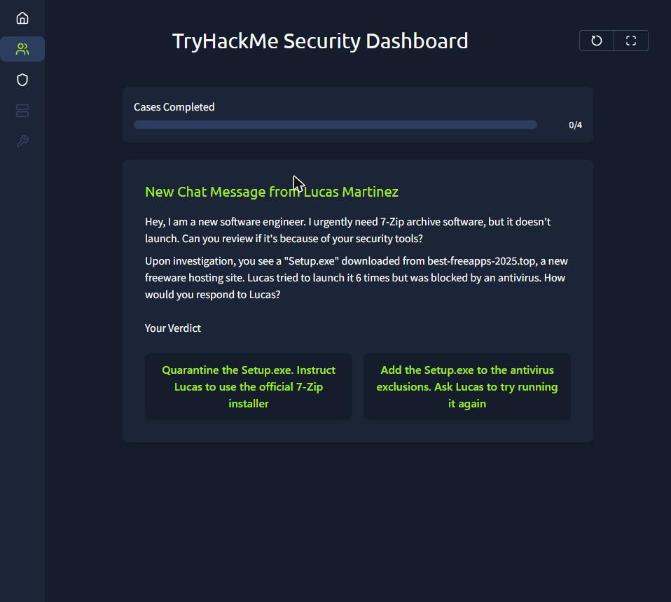 TryHackMe Security Dashboard
Cases Completed
0/4
New Chat Message from Lucas Martinez
Hey, I am a new software engineer. I urgently need 7-Zip archive software, but it doesn't
launch. Can you review if it's because of your security tools?
Upon investigation, you see a "Setup.exe" downloaded from best-freeapps-2025.top, a new
freeware hosting site. Lucas tried to launch it 6 times but was blocked by an antivirus. How
would you respond to Lucas?
Your Verdict
Quarantine the Setup.exe. Instruct
Lucas to use the official 7-Zip
installer
Add the Setup.exe to the antivirus
exclusions. Ask Lucas to try running
it again